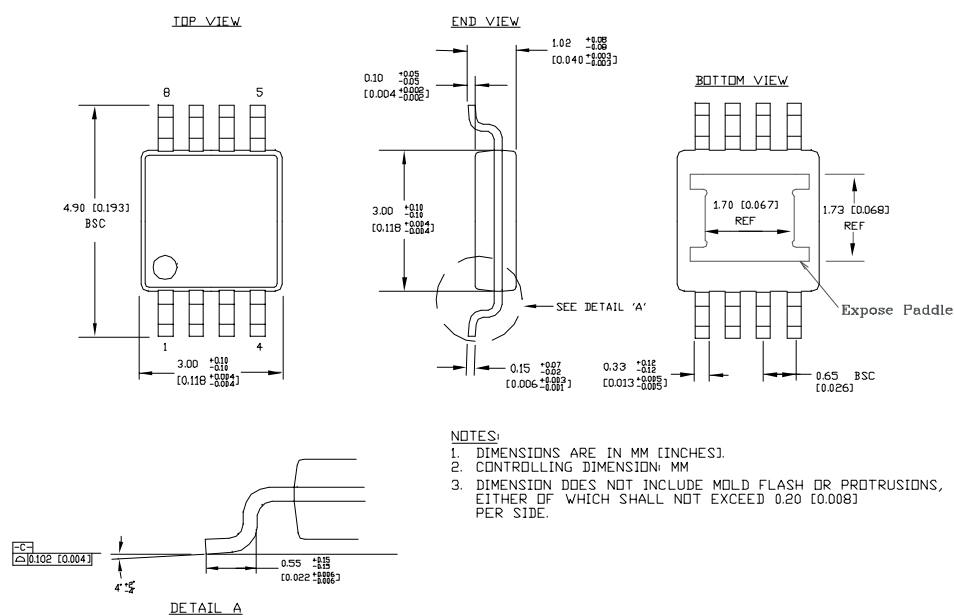 TOP VIEW
END VIEW
1.02 +0.08 -0.08
[0.040 +0.003 -0.003]
0.10 +0.05 -0.05
[0.004 +0.002 -0.002]
BOTTOM VIEW
8 5
4.90 [0.193]
BSC
3.00 +0.10 -0.10
[0.118 +0.004 -0.004]
1.70 [0.067]
REF
1.73 [0.068]
REF
SEE DETAIL 'A'
Expose Paddle
1 4
3.00 +0.10 -0.10
[0.118 +0.004 -0.004]
0.15 +0.07 -0.02
[0.006 +0.003 -0.001]
0.33 +0.12 -0.12
[0.013 +0.005 -0.005]
0.65 BSC
[0.026]
NOTES:
1. DIMENSIONS ARE IN MM [INCHES].
2. CONTROLLING DIMENSION: MM
3. DIMENSION DOES NOT INCLUDE MOLD FLASH OR PROTRUSIONS,
EITHER OF WHICH SHALL NOT EXCEED 0.20 [0.008]
PER SIDE.
-C-
0.102 [0.004]
4°
0.55 +0.15 -0.15
[0.022 +0.006 -0.006]
DETAIL A